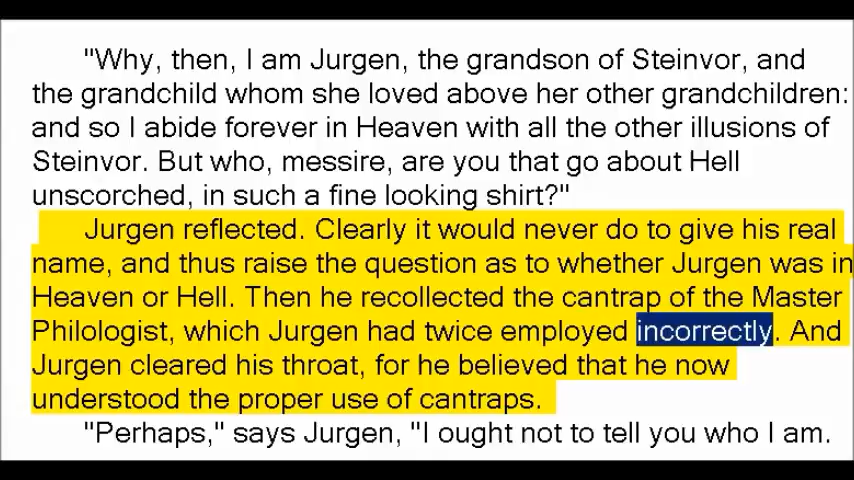 "Why, then, I am Jurgen, the grandson of Steinvor, and
the grandchild whom she loved above her other grandchildren:
and so I abide forever in Heaven with all the other illusions of
Steinvor. But who, messire, are you that go about Hell
unscorched, in such a fine looking shirt?"
Jurgen reflected. Clearly it would never do to give his real
name, and thus raise the question as to whether Jurgen was in
Heaven or Hell. Then he recollected the cantrap of the Master
Philologist, which Jurgen had twice employed incorrectly. And
Jurgen cleared his throat, for he believed that he now
understood the proper use of cantraps.
"Perhaps," says Jurgen, "I ought not to tell you who I am.